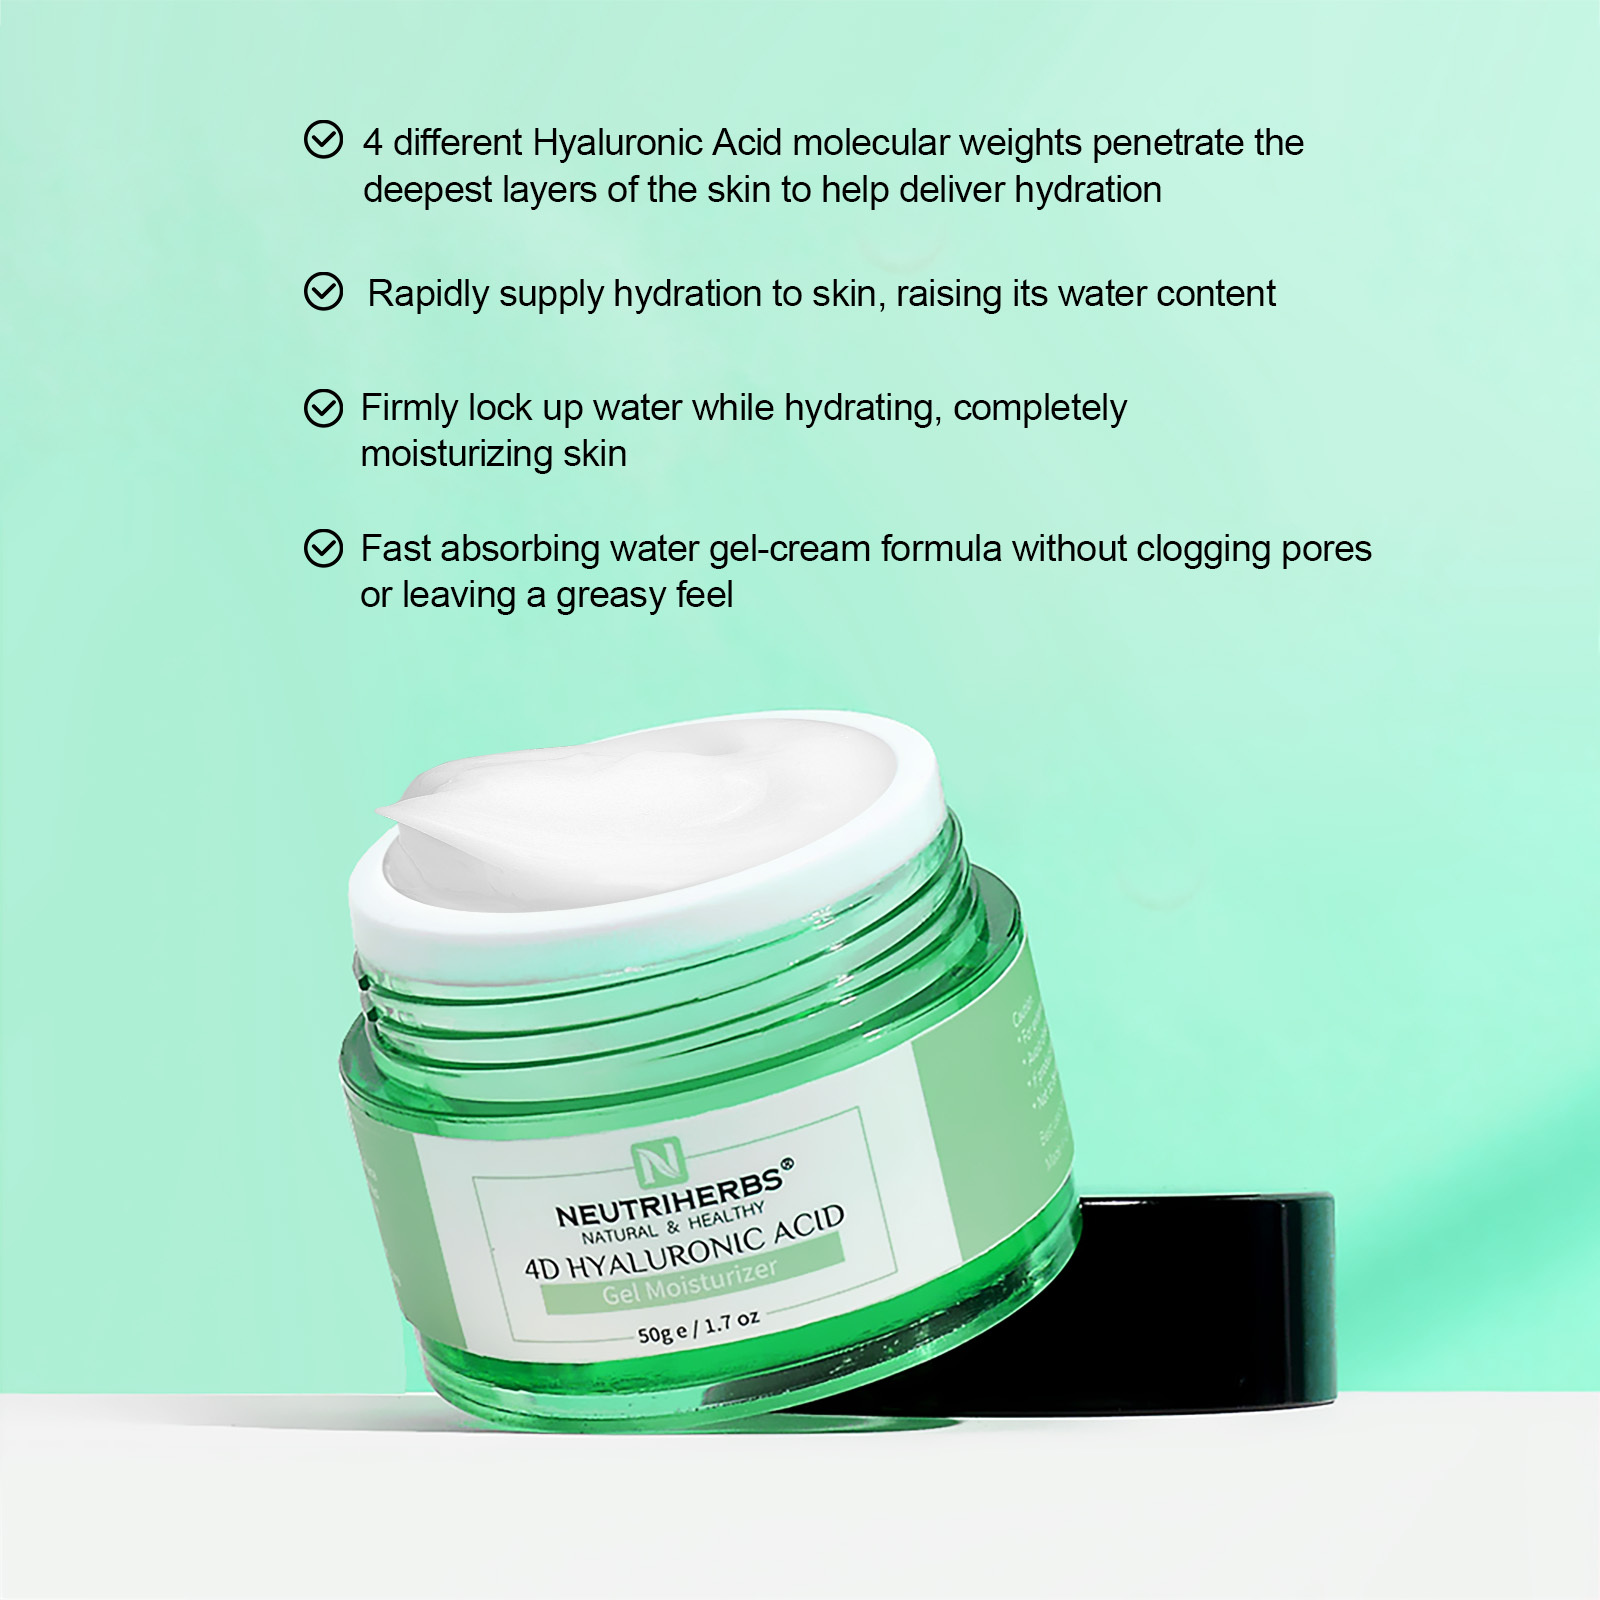 4 different Hyaluronic Acid molecular weights penetrate the
deepest layers of the skin to help deliver hydration
Rapidly supply hydration to skin, raising its water content
Firmly lock up water while hydrating, completely
moisturizing skin
Fast absorbing water gel-cream formula without clogging pores
or leaving a greasy feel
N
NEUTRIHERBS®
NATURAL & HEALTHY
4D HYALURONIC ACID
Gel Moisturizer
50g e / 1.7 oz